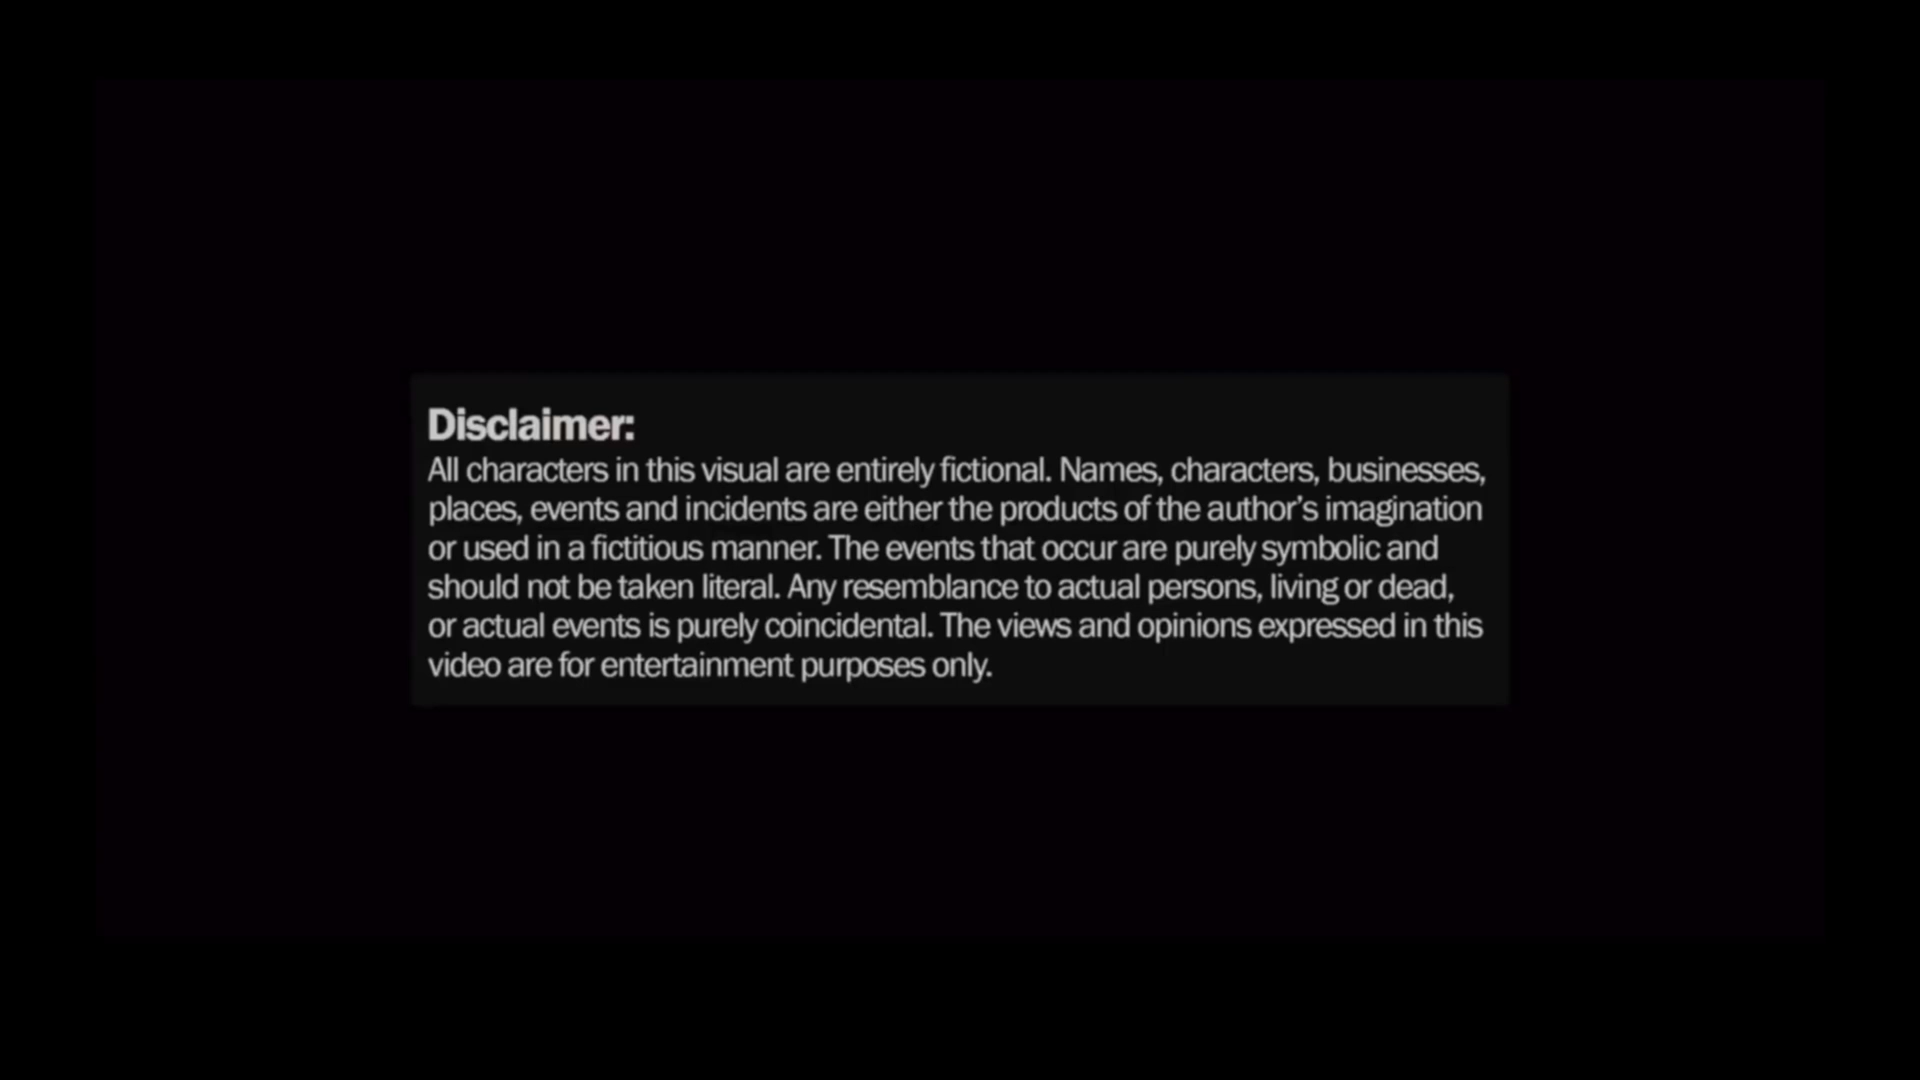 Disclaimer:
All characters in this visual are entirely fictional. Names, characters, businesses,
places, events and incidents are either the products of the author’s imagination
or used in a fictitious manner. The events that occur are purely symbolic and
should not be taken literal. Any resemblance to actual persons, living or dead,
or actual events is purely coincidental. The views and opinions expressed in this
video are for entertainment purposes only.